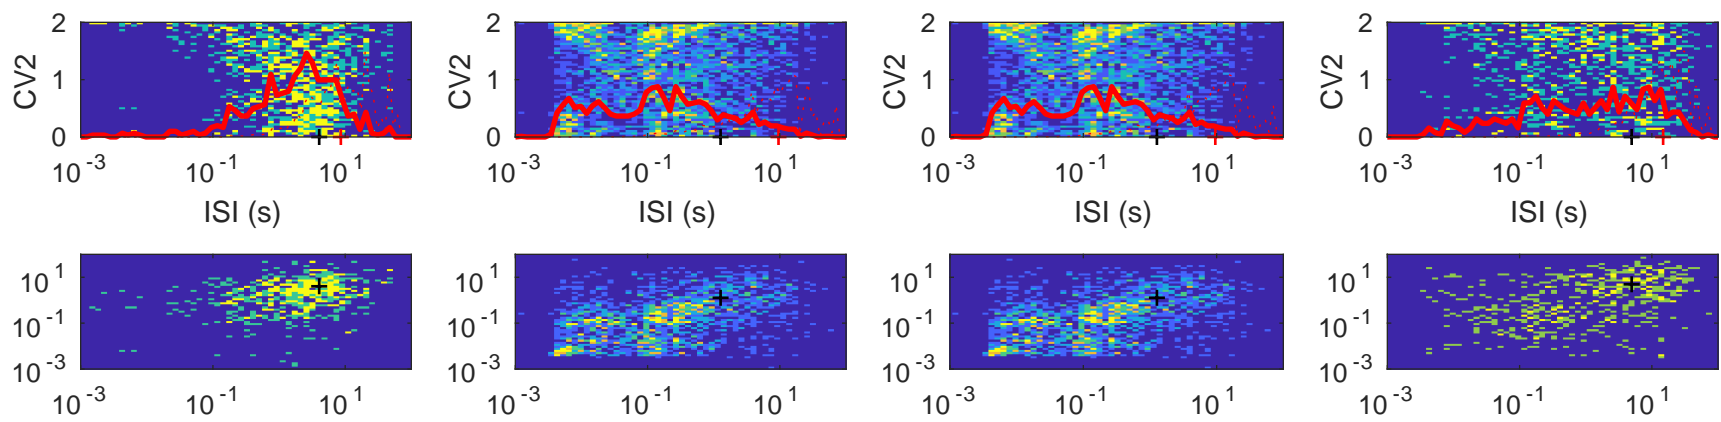 2 2 2 2
CV2 CV2 CV2 CV2
1 1 1 1
0 0 0 0
10^-3 10^-1 10^1 10^-3 10^-1 10^1 10^-3 10^-1 10^1 10^-3 10^-1 10^1
ISI (s) ISI (s) ISI (s) ISI (s)
10^1 10^1 10^1 10^1
10^-1 10^-1 10^-1 10^-1
10^-3 10^-3 10^-3 10^-3
10^-3 10^-1 10^1 10^-3 10^-1 10^1 10^-3 10^-1 10^1 10^-3 10^-1 10^1